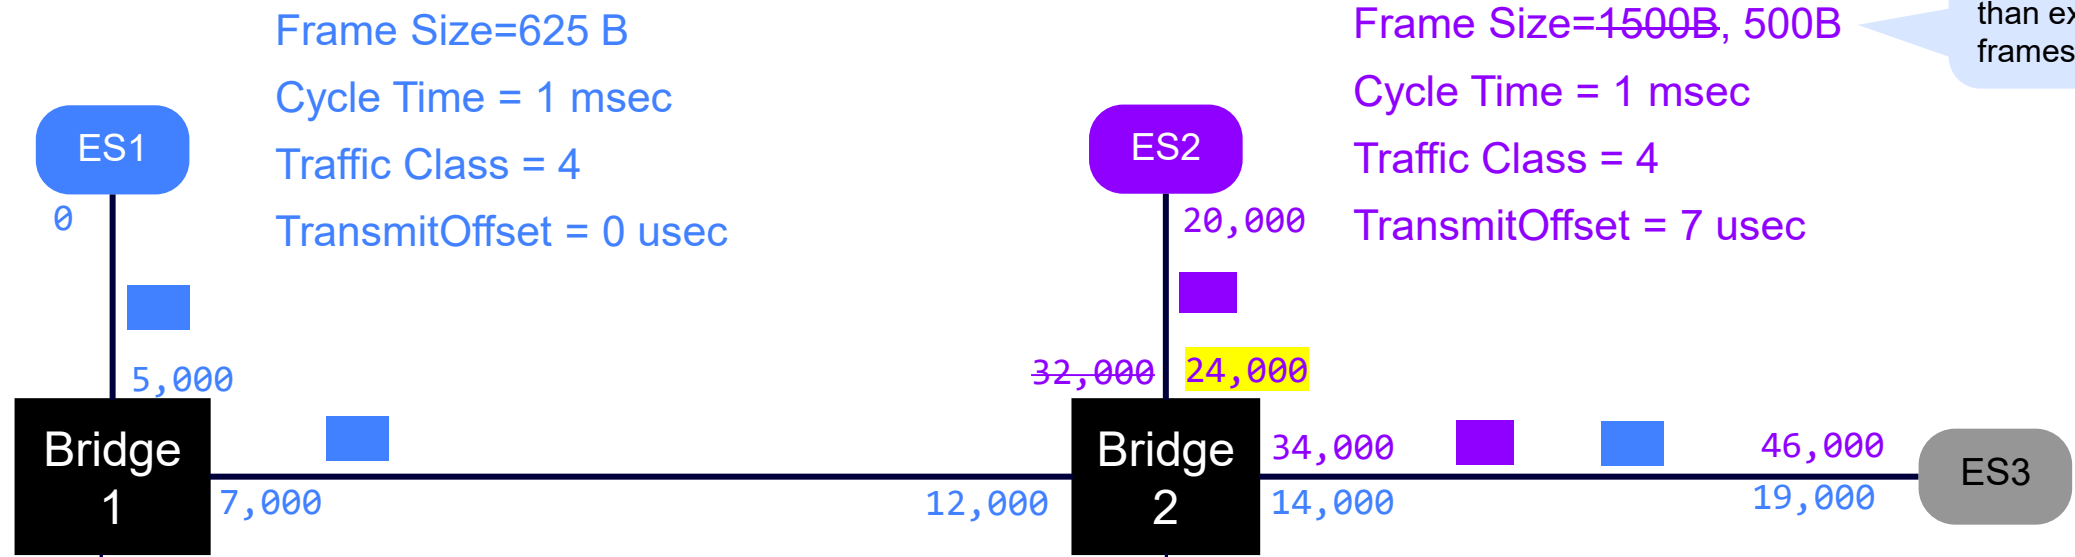 Frame Size=625 B
Cycle Time = 1 msec
Traffic Class = 4
TransmitOffset = 0 usec
Frame Size=1500B, 500B
Cycle Time = 1 msec
Traffic Class = 4
TransmitOffset = 7 usec
than ex
frames
ES1
0
5,000
Bridge
1
7,000
12,000
ES2
20,000
32,000
24,000
Bridge
2
34,000
14,000
46,000
19,000
ES3